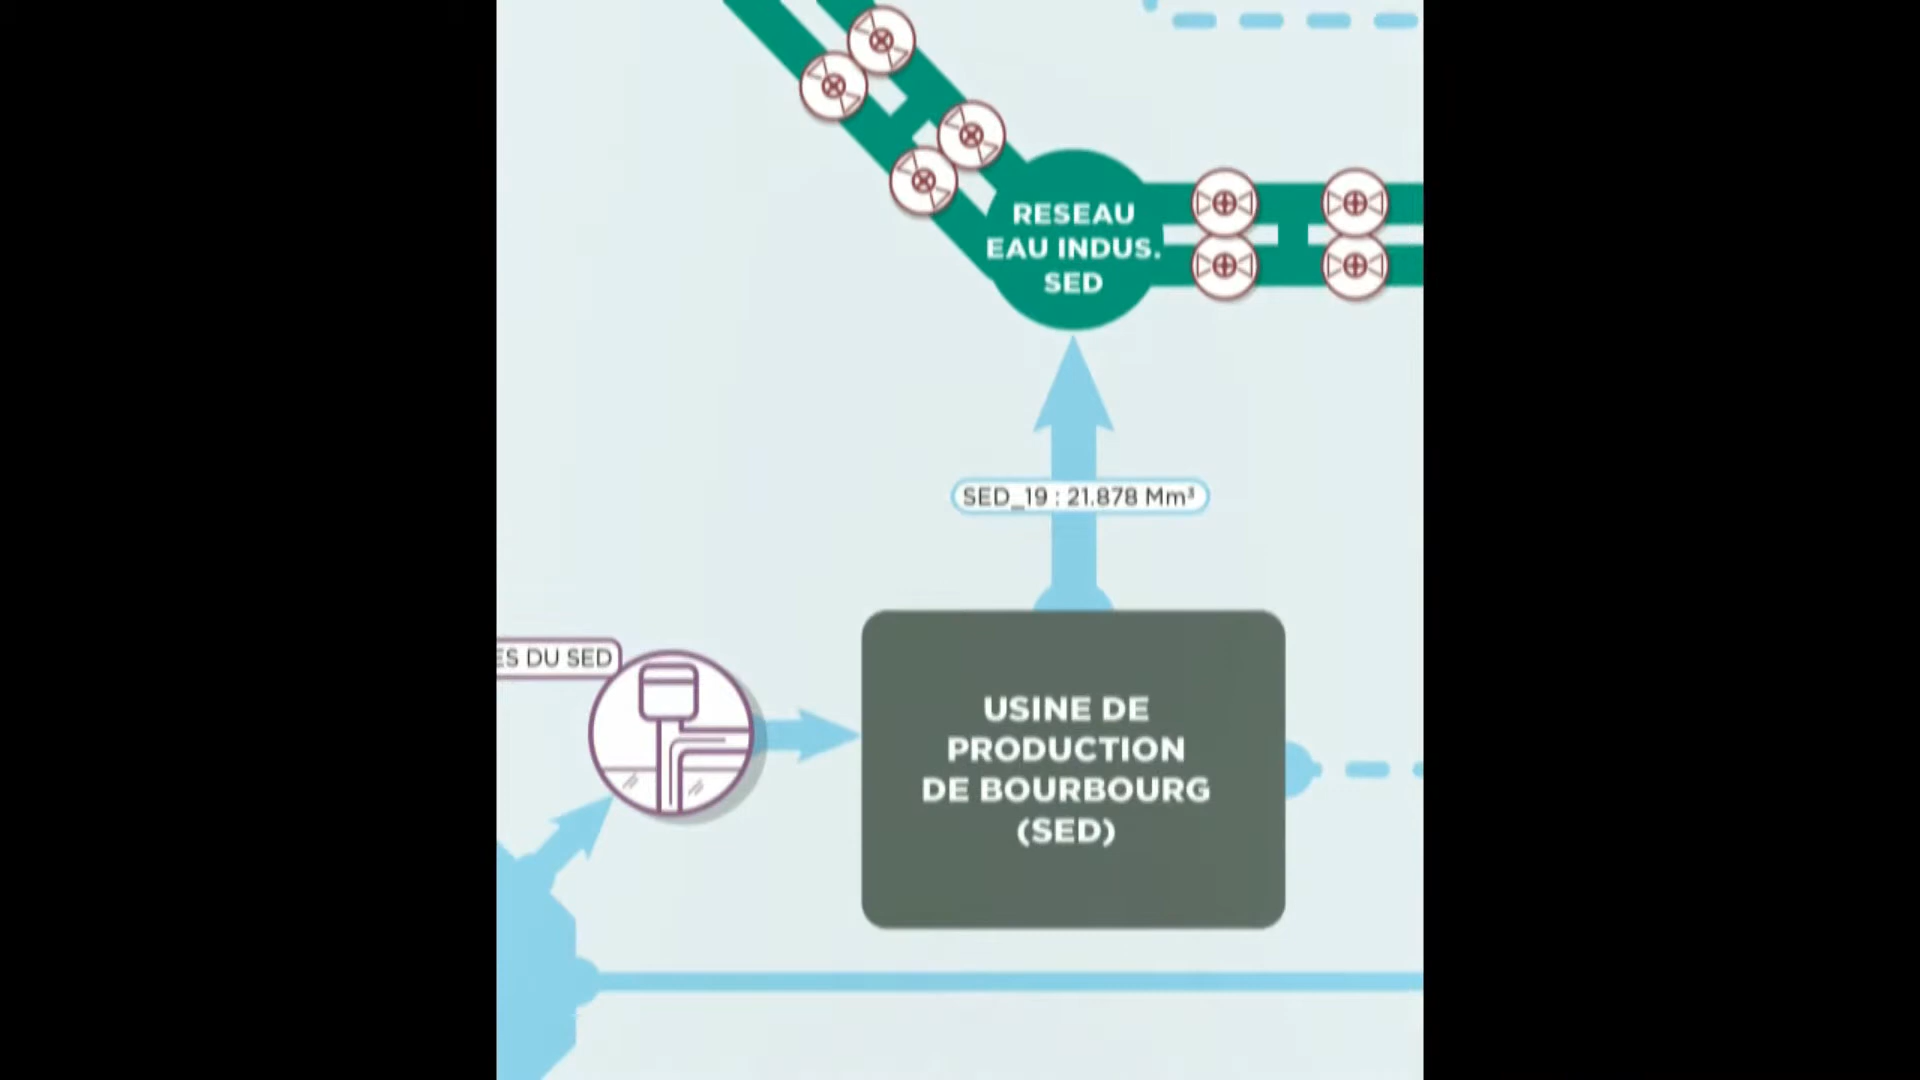 RESEAU
EAU INDUS.
SED
SED_19 : 21.878 Mm³
ES DU SED
USINE DE
PRODUCTION
DE BOURBOURG
(SED)